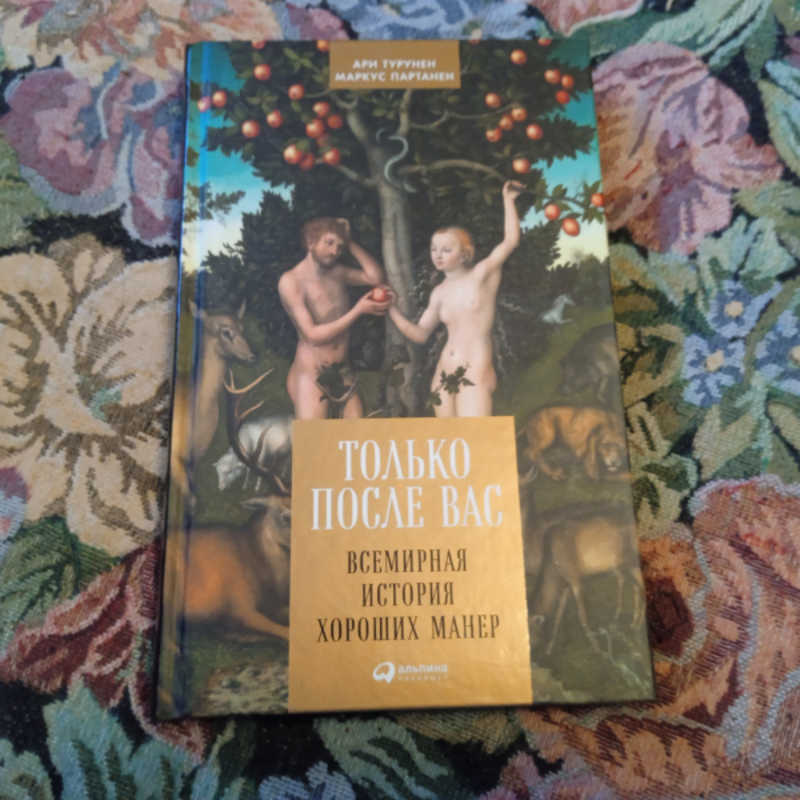 АРИ ТУРУНЕН
МАРКУС ПАРТАНЕН
ТОЛЬКО
ПОСЛЕ ВАС
ВСЕМИРНАЯ
ИСТОРИЯ
ХОРОШИХ МАНЕР
альпина